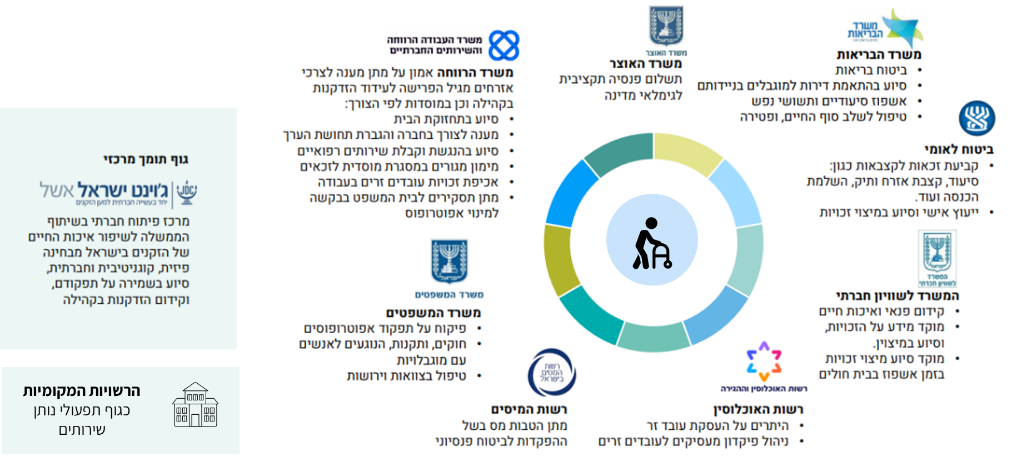 משרד
הבריאות
משרד הבריאות
• ביטוח בריאות
• סיוע בהתאמת דירות למוגבלים בניידותם
• אשפוז סיעודיים ותשושי נפש
• טיפול לשלב סוף החיים, ופטירה
ביטוח לאומי
• קביעת זכאות לקצבאות כגון:
סיעוד, קצבת אזרח ותיק, השלמת
הכנסה ועוד.
• ייעוץ אישי וסיוע במיצוי זכויות
המשרד
לשוויון חברתי
המשרד לשוויון חברתי
• קידום פנאי ואיכות חיים
• מוקד מידע על הזכויות,
וסיוע במיצוין.
• מוקד סיוע מיצוי זכויות
בזמן אשפוז בבית חולים
רשות האוכלוסין וההגירה
רשות האוכלוסין
• היתרים על העסקת עובד זר
• ניהול פיקדון מעסיקים לעובדים זרים
רשות
המסים
בישראל
רשות המיסים
מתן הטבות מס בשל
ההפקדות לביטוח פנסיוני
משרד המשפטים
משרד המשפטים
• פיקוח על תפקוד אפוטרופוסים
• חוקים, ותקנות, הנוגעים לאנשים
עם מוגבלויות
• טיפול בצוואות וירושות
משרד העבודה הרווחה
והשירותים החברתיים
משרד הרווחה אמון על מתן מענה לצרכי
אזרחים מגיל הפרישה לעידוד הזדקנות
בקהילה וכן במוסדות לפי הצורך:
• סיוע בתחזוקת הבית
• מענה לצורך בחברה והגברת תחושת הערך
• סיוע בהנגשת וקבלת שירותים רפואיים
• מימון מגורים במסגרת מוסדית לזכאים
• אכיפת זכויות עובדים זרים בעבודה
• מתן תסקירים לבית המשפט בבקשה
למינוי אפוטרופוס
משרד האוצר
משרד האוצר
תשלום פנסיה תקציבית
לגימלאי מדינה
גוף תומך מרכזי
JDC
ג'וינט ישראל אשל
יחד בעשייה חברתית למען הזקנים
מרכז פיתוח חברתי בשיתוף
הממשלה לשיפור איכות החיים
של הזקנים בישראל מבחינה
פיזית, קוגניטיבית וחברתית,
סיוע בשמירה על תפקודם,
וקידום הזדקנות בקהילה
הרשויות המקומיות
כגוף תפעולי נותן
שירותים